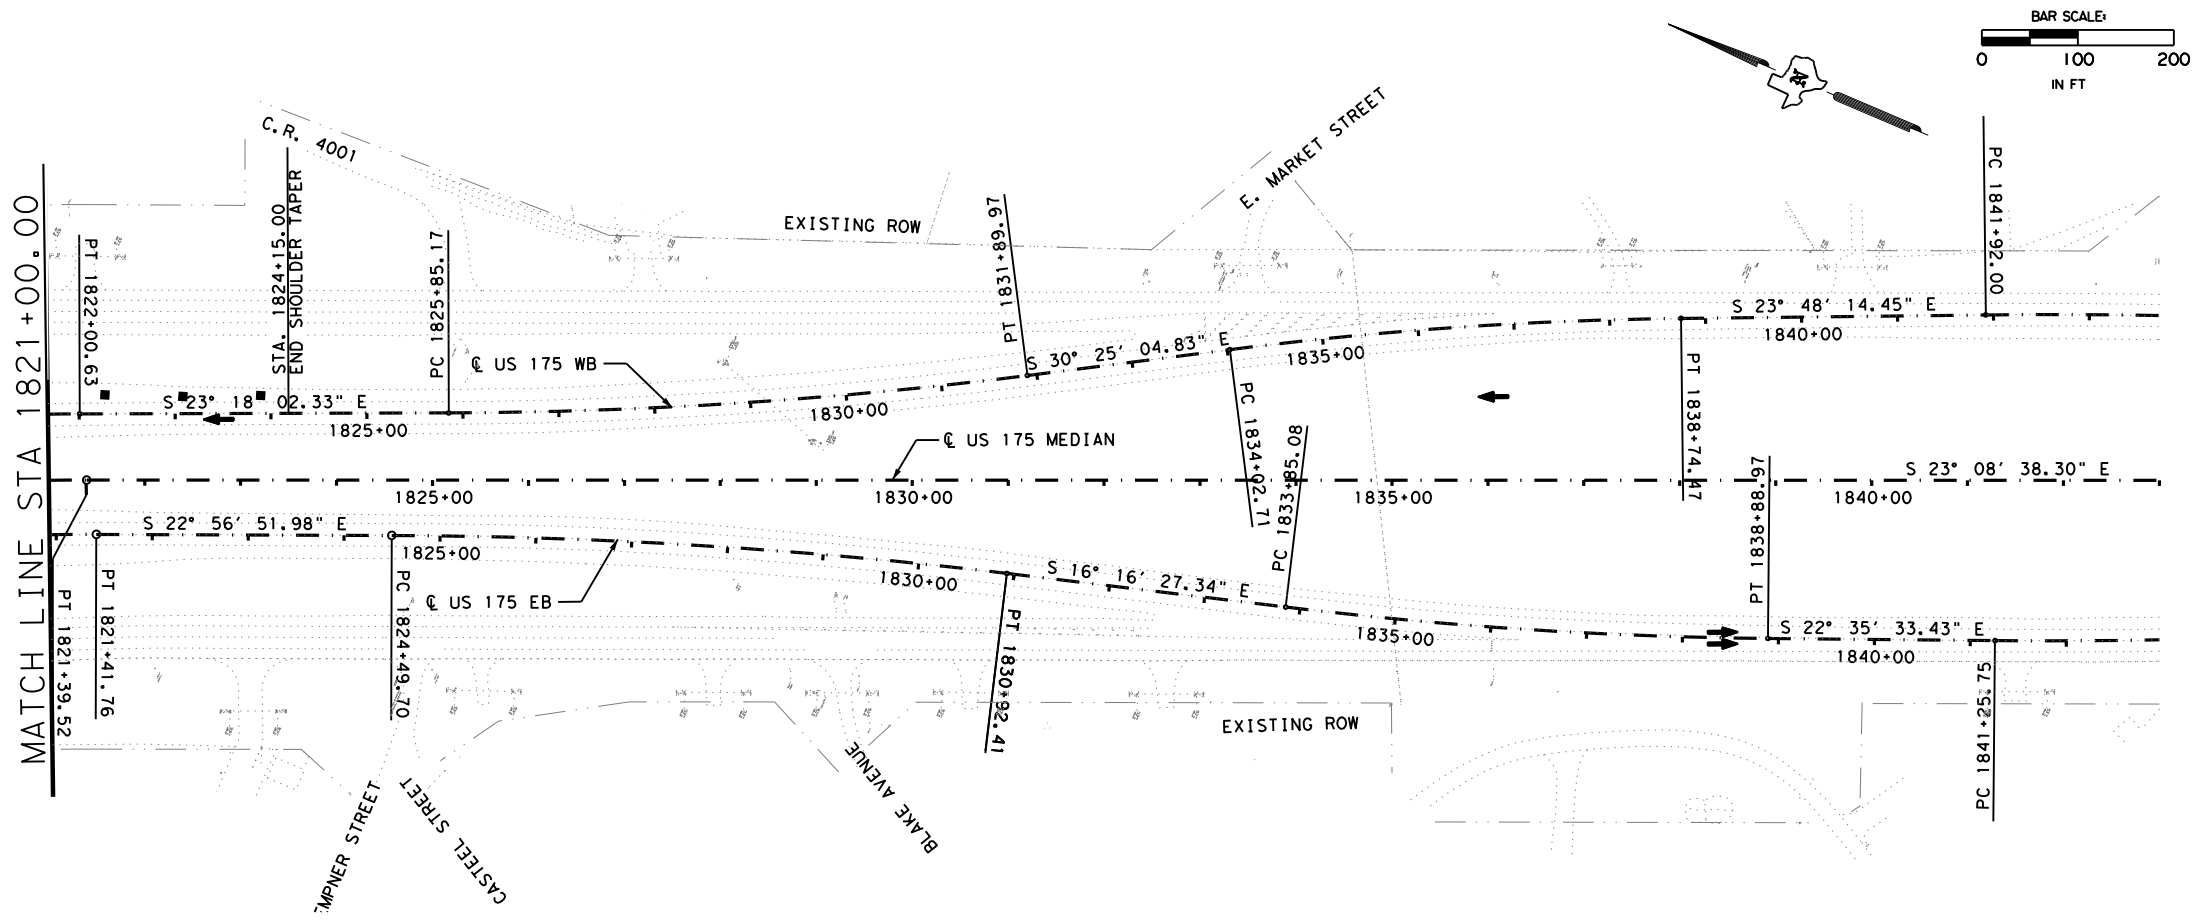 BAR SCALE:
0 100 200
IN FT
N
MATCH LINE STA 1821+00.00
C.R. 4001
E. MARKET STREET
EXISTING ROW
PT 1822+00.63
STA. 1824+15.00
END SHOULDER TAPER
PC 1825+85.17
PT 1831+89.97
PC 1834+02.71
PT 1838+74.47
PC 1841+92.00
℄ US 175 WB
S 23° 18' 02.33" E
S 30° 25' 04.83" E
S 23° 48' 14.45" E
1825+00
1830+00
1835+00
1840+00
℄ US 175 MEDIAN
S 23° 08' 38.30" E
1825+00
1830+00
1835+00
1840+00
PT 1821+39.52
PT 1821+41.76
PC 1824+49.70
PT 1830+92.41
PC 1833+85.08
PT 1838+88.97
PC 1841+25.75
℄ US 175 EB
S 22° 56' 51.98" E
S 16° 16' 27.34" E
S 22° 35' 33.43" E
1825+00
1830+00
1835+00
1840+00
EXISTING ROW
EMPNER STREET
CASTEEL STREET
BLAKE AVENUE